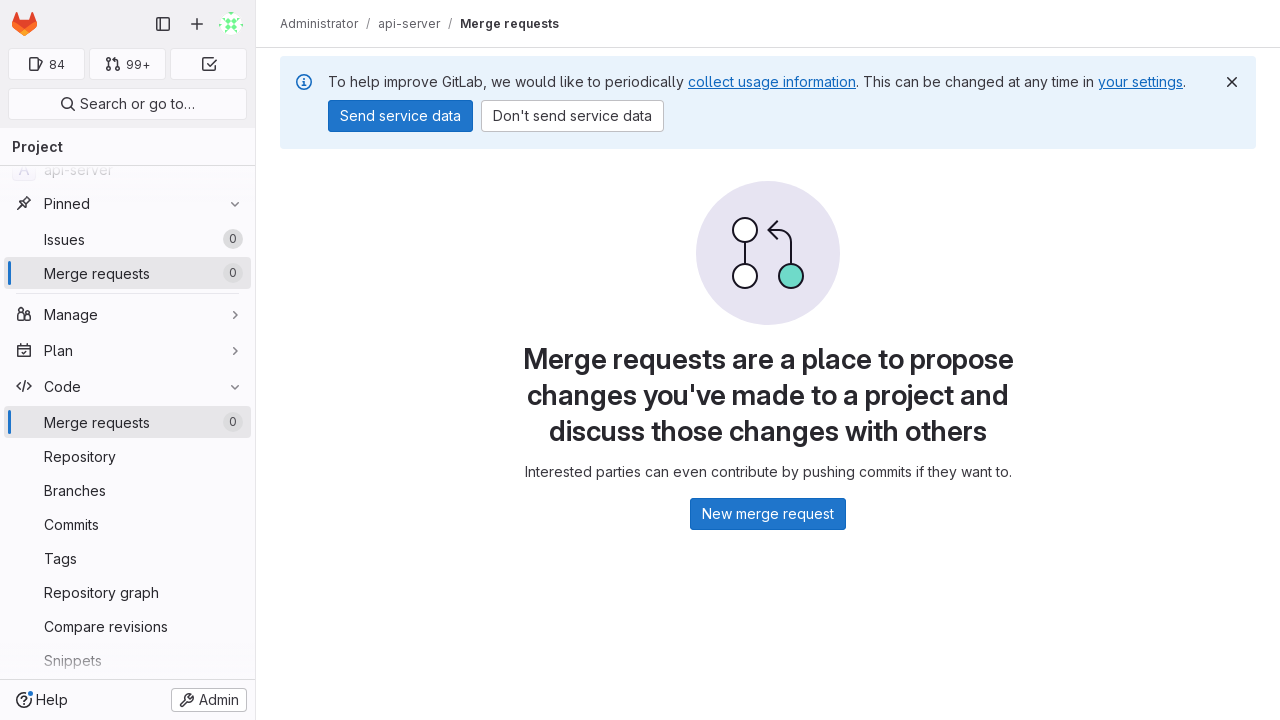 Administrator / api-server / Merge requests
84
99+
Search or go to…
Project
api-server
Pinned
Issues 0
Merge requests 0
Manage
Plan
Code
Merge requests 0
Repository
Branches
Commits
Tags
Repository graph
Compare revisions
Snippets
Help
Admin
To help improve GitLab, we would like to periodically collect usage information. This can be changed at any time in your settings.
Send service data
Don't send service data
Merge requests are a place to propose
changes you've made to a project and
discuss those changes with others
Interested parties can even contribute by pushing commits if they want to.
New merge request